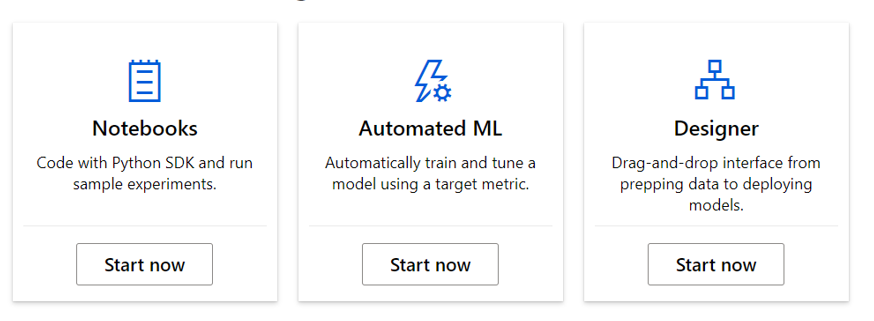 Notebooks
Code with Python SDK and run
sample experiments.
Start now
Automated ML
Automatically train and tune a
model using a target metric.
Start now
Designer
Drag-and-drop interface from
prepping data to deploying
models.
Start now